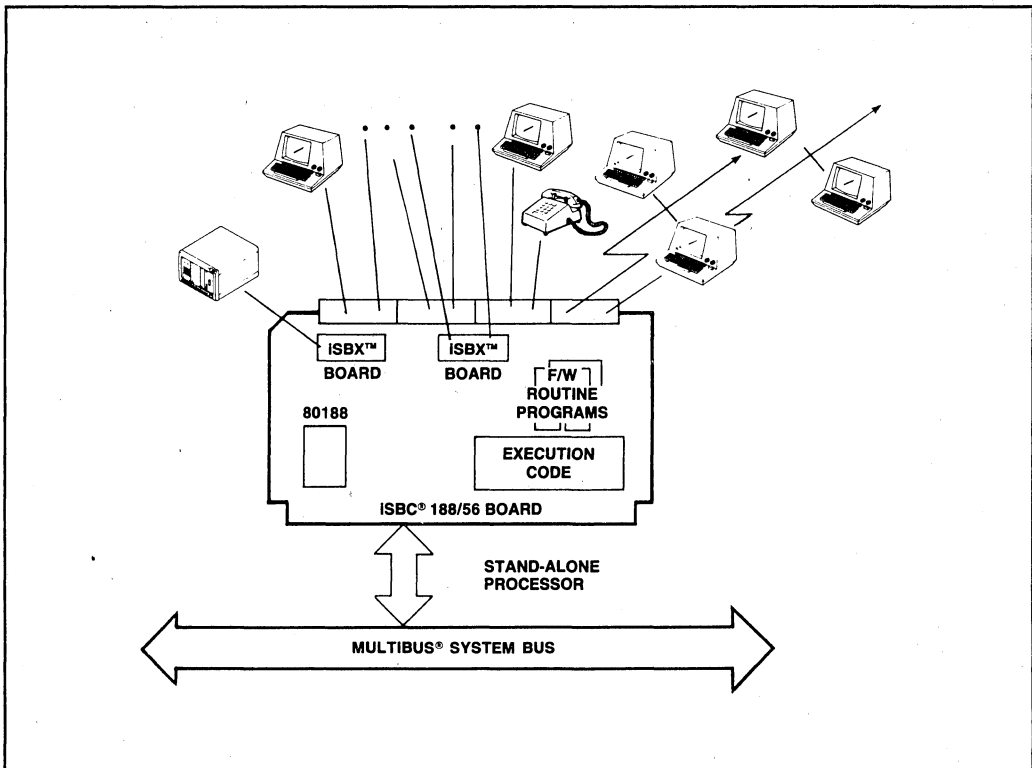 iSBX™
BOARD
iSBX™
BOARD
F/W
ROUTINE
PROGRAMS
80188
EXECUTION
CODE
iSBC® 188/56 BOARD
STAND-ALONE
PROCESSOR
MULTIBUS® SYSTEM BUS